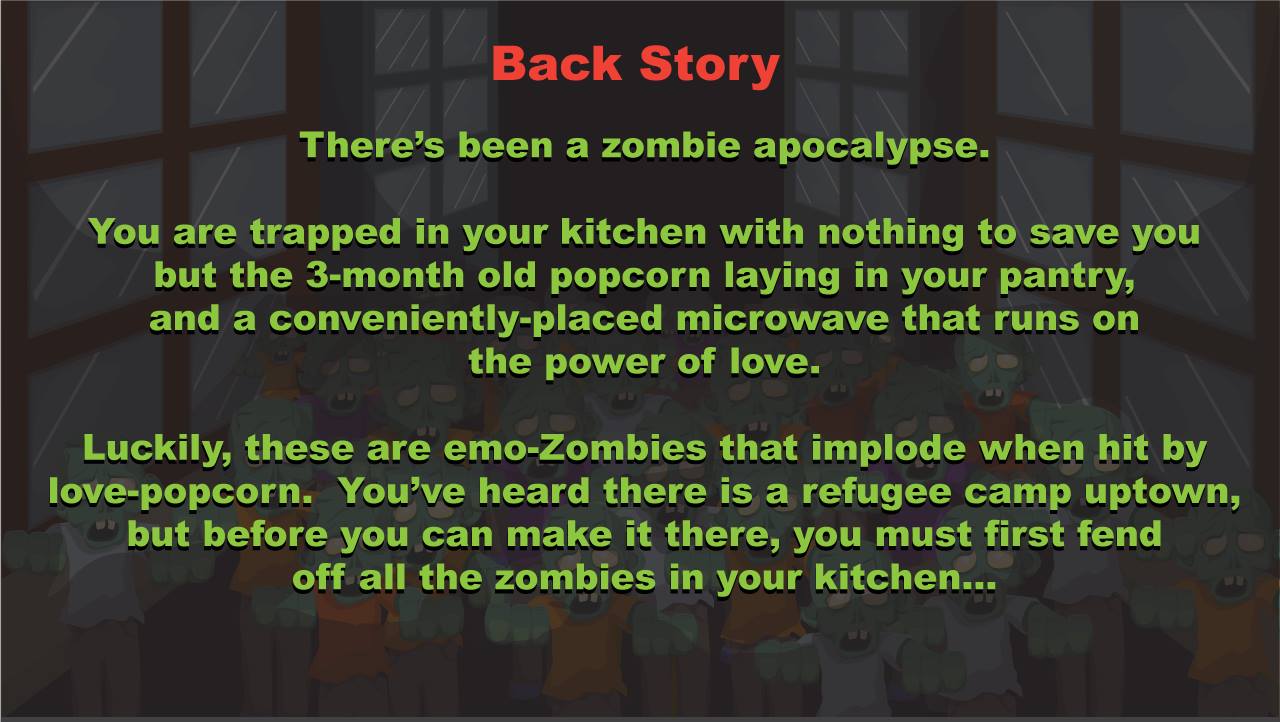 Back Story
There’s been a zombie apocalypse.
You are trapped in your kitchen with nothing to save you
but the 3-month old popcorn laying in your pantry,
and a conveniently-placed microwave that runs on
the power of love.
Luckily, these are emo-Zombies that implode when hit by
love-popcorn.  You’ve heard there is a refugee camp uptown,
but before you can make it there, you must first fend
off all the zombies in your kitchen...